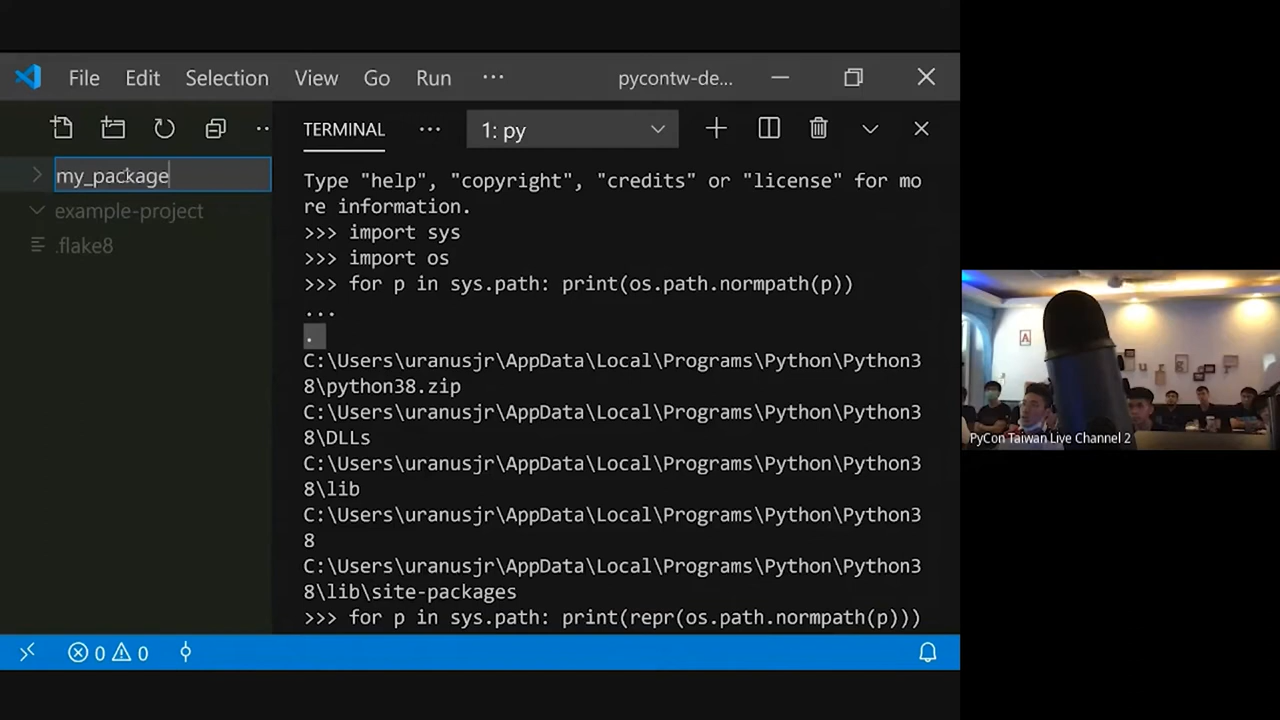 File Edit Selection View Go Run ··· pycontw-de...
TERMINAL ··· 1: py
my_package
example-project
.flake8
Type "help", "copyright", "credits" or "license" for mo
re information.
>>> import sys
>>> import os
>>> for p in sys.path: print(os.path.normpath(p))
...
.
C:\Users\uranusjr\AppData\Local\Programs\Python\Python3
8\python38.zip
C:\Users\uranusjr\AppData\Local\Programs\Python\Python3
8\DLLs
C:\Users\uranusjr\AppData\Local\Programs\Python\Python3
8\lib
C:\Users\uranusjr\AppData\Local\Programs\Python\Python3
8
C:\Users\uranusjr\AppData\Local\Programs\Python\Python3
8\lib\site-packages
>>> for p in sys.path: print(repr(os.path.normpath(p)))
0 0
A
PyCon Taiwan Live Channel 2